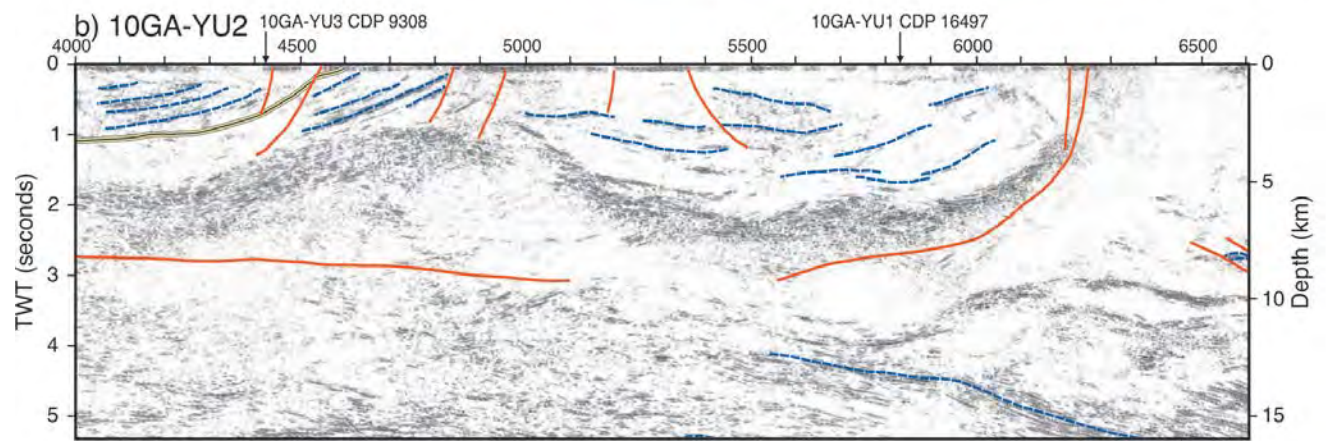 b) 10GA-YU2
10GA-YU3 CDP 9308
10GA-YU1 CDP 16497
4000 4500 5000 5500 6000 6500
0 0
1
5
2
3
10
4
5 15
TWT (seconds)
Depth (km)